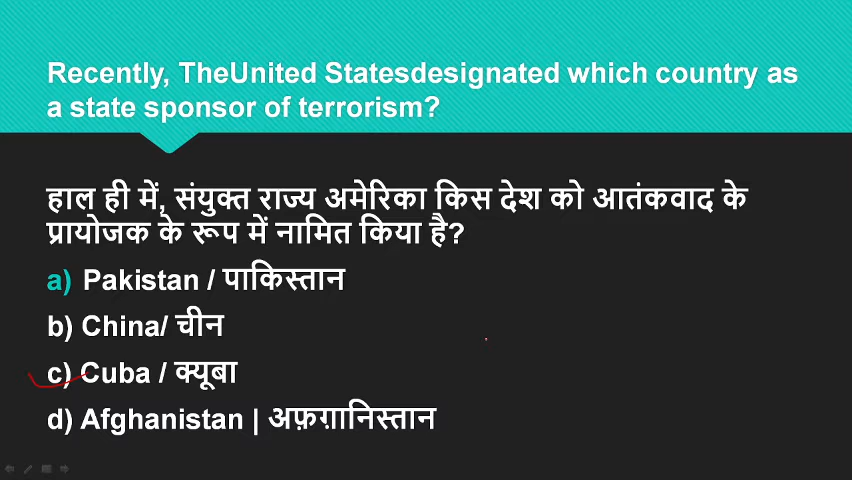 Recently, TheUnited Statesdesignated which country as
a state sponsor of terrorism?
हाल ही में, संयुक्त राज्य अमेरिका किस देश को आतंकवाद के
प्रायोजक के रूप में नामित किया है?
a) Pakistan / पाकिस्तान
b) China/ चीन
c) Cuba / क्यूबा
d) Afghanistan | अफ़ग़ानिस्तान